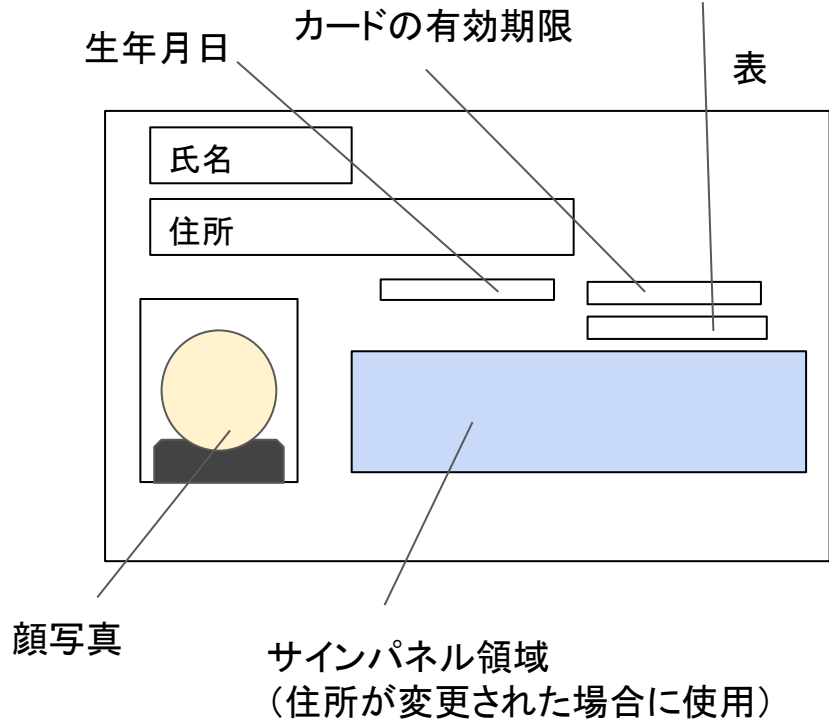 カードの有効期限
生年月日
表
氏名
住所
顔写真
サインパネル領域
（住所が変更された場合に使用）